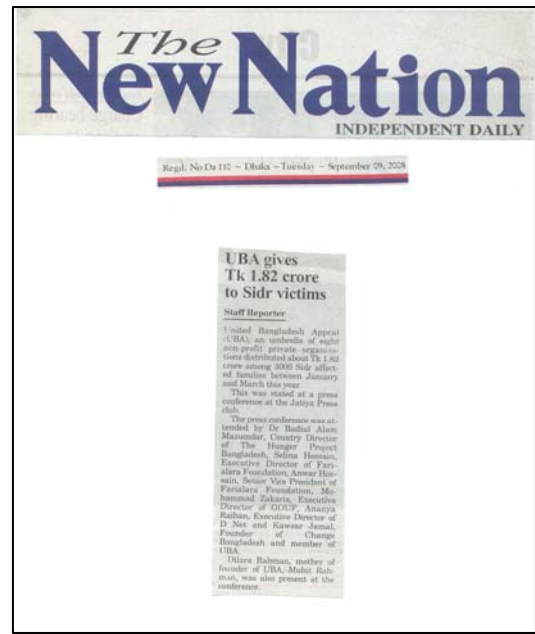 The
New Nation
INDEPENDENT DAILY
Regd. No Da 110 ~ Dhaka ~ Tuesday ~ September 09, 2008
UBA gives
Tk 1.82 crore
to Sidr victims
Staff Reporter
United Bangladesh Appeal
(UBA), an umbrella of eight
non-profit private organiza-
tions distributed about Tk 1.82
crore among 3000 Sidr affect-
ed families between January
and March this year.
This was stated at a press
conference at the Jatiya Press
club.
The press conference was at-
tended by Dr Badiul Alam
Mazumdar, Country Director
of The Hunger Project
Bangladesh, Selina Hossain,
Executive Director of Fari-
alara Foundation, Anwar Hos-
sain, Senior Vice President of
Farialara Foundation, Mo-
hammad Zakaria, Executive
Director of GOUF, Ananya
Raihan, Executive Director of
D Net and Kawsar Jamal,
Founder of Change
Bangladesh and member of
UBA.
Dilara Rahman, mother of
founder of UBA, Muhit Rah-
man, was also present at the
conference.